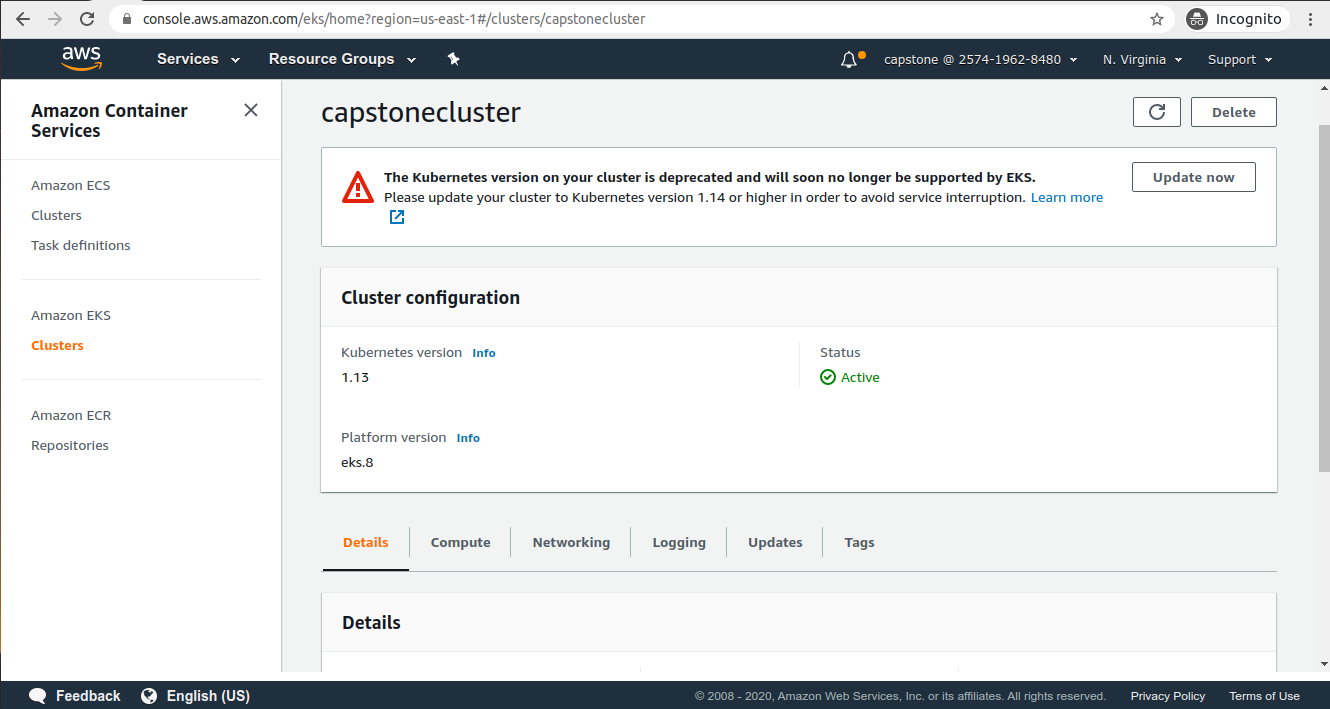 console.aws.amazon.com/eks/home?region=us-east-1#/clusters/capstonecluster
Incognito
aws
Services
Resource Groups
capstone @ 2574-1962-8480
N. Virginia
Support
Amazon Container
Services
Amazon ECS
Clusters
Task definitions
Amazon EKS
Clusters
Amazon ECR
Repositories
capstonecluster
Delete
The Kubernetes version on your cluster is deprecated and will soon no longer be supported by EKS.
Please update your cluster to Kubernetes version 1.14 or higher in order to avoid service interruption. Learn more
Update now
Cluster configuration
Kubernetes version Info
1.13
Status
Active
Platform version Info
eks.8
Details
Compute
Networking
Logging
Updates
Tags
Details
Feedback
English (US)
© 2008 - 2020, Amazon Web Services, Inc. or its affiliates. All rights reserved.
Privacy Policy
Terms of Use